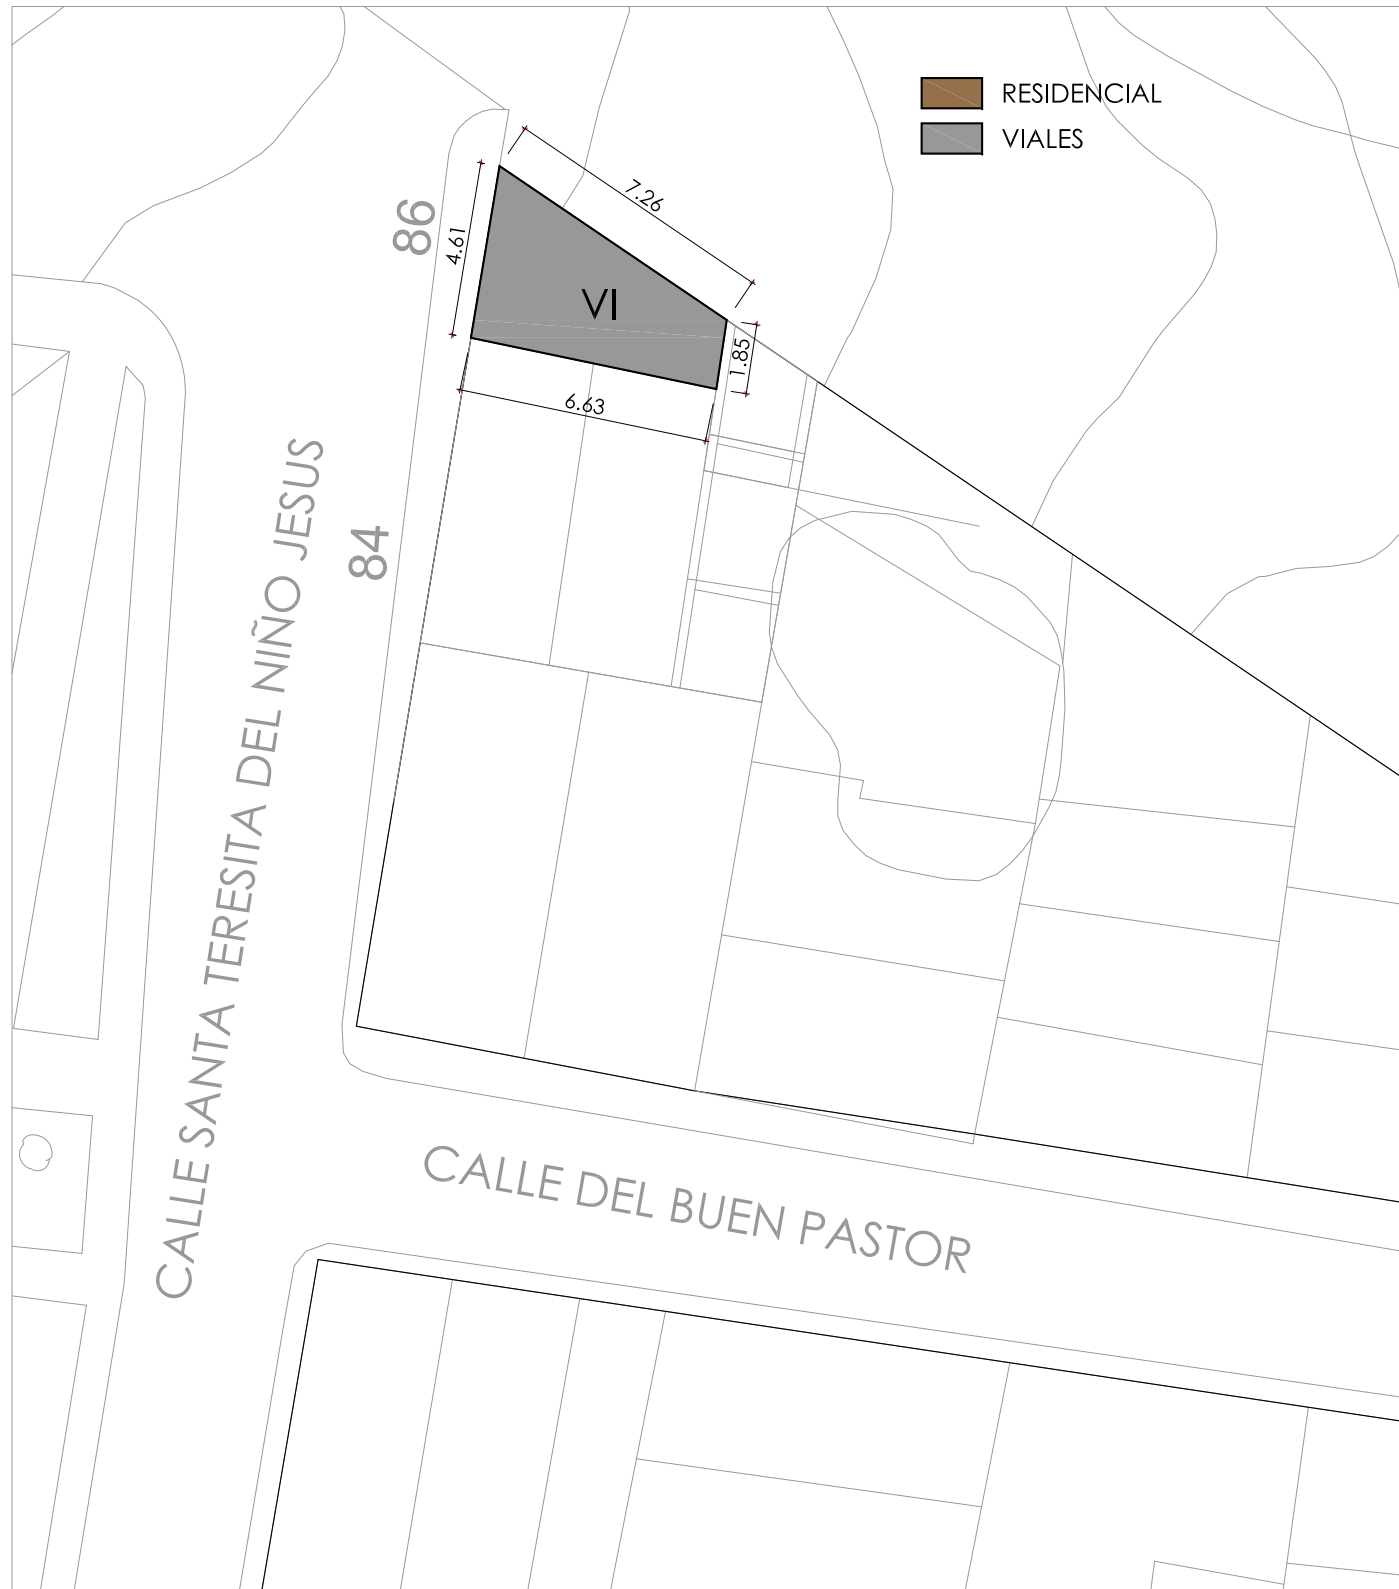 RESIDENCIAL
VIALES
7.26
86
4.61
VI
1.85
6.63
84
CALLE SANTA TERESITA DEL NIÑO JESUS
CALLE DEL BUEN PASTOR